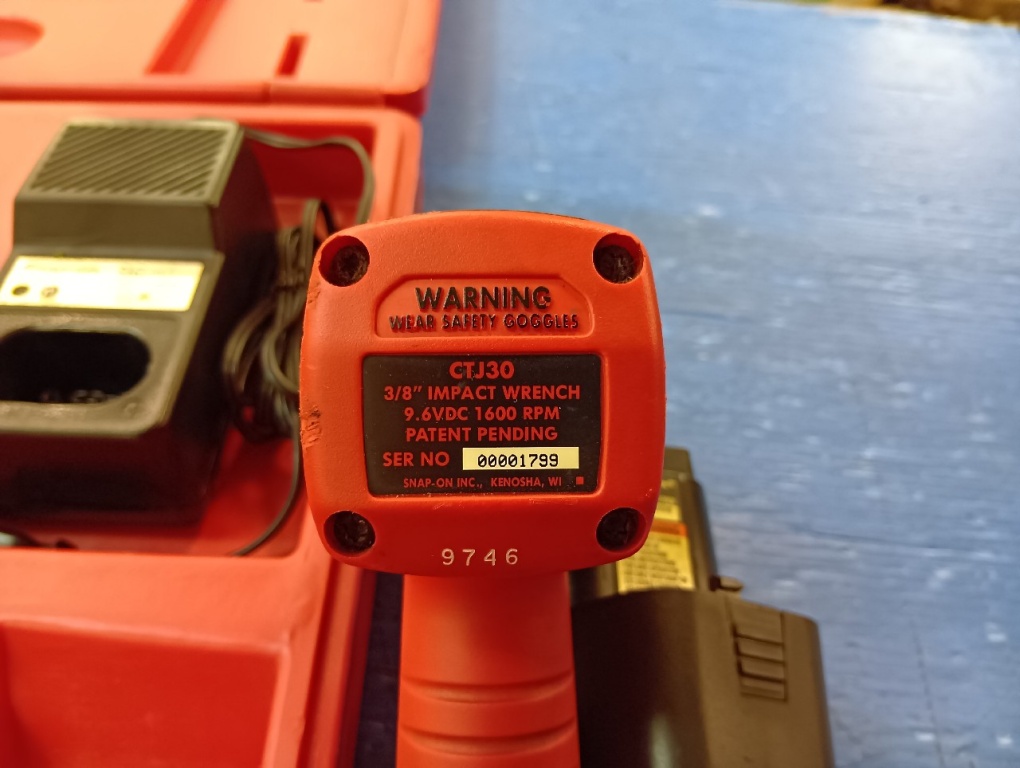 WARNING
WEAR SAFETY GOGGLES
CTJ30
3/8" IMPACT WRENCH
9.6VDC 1600 RPM
PATENT PENDING
SER NO 00001799
SNAP-ON INC., KENOSHA, WI
9746